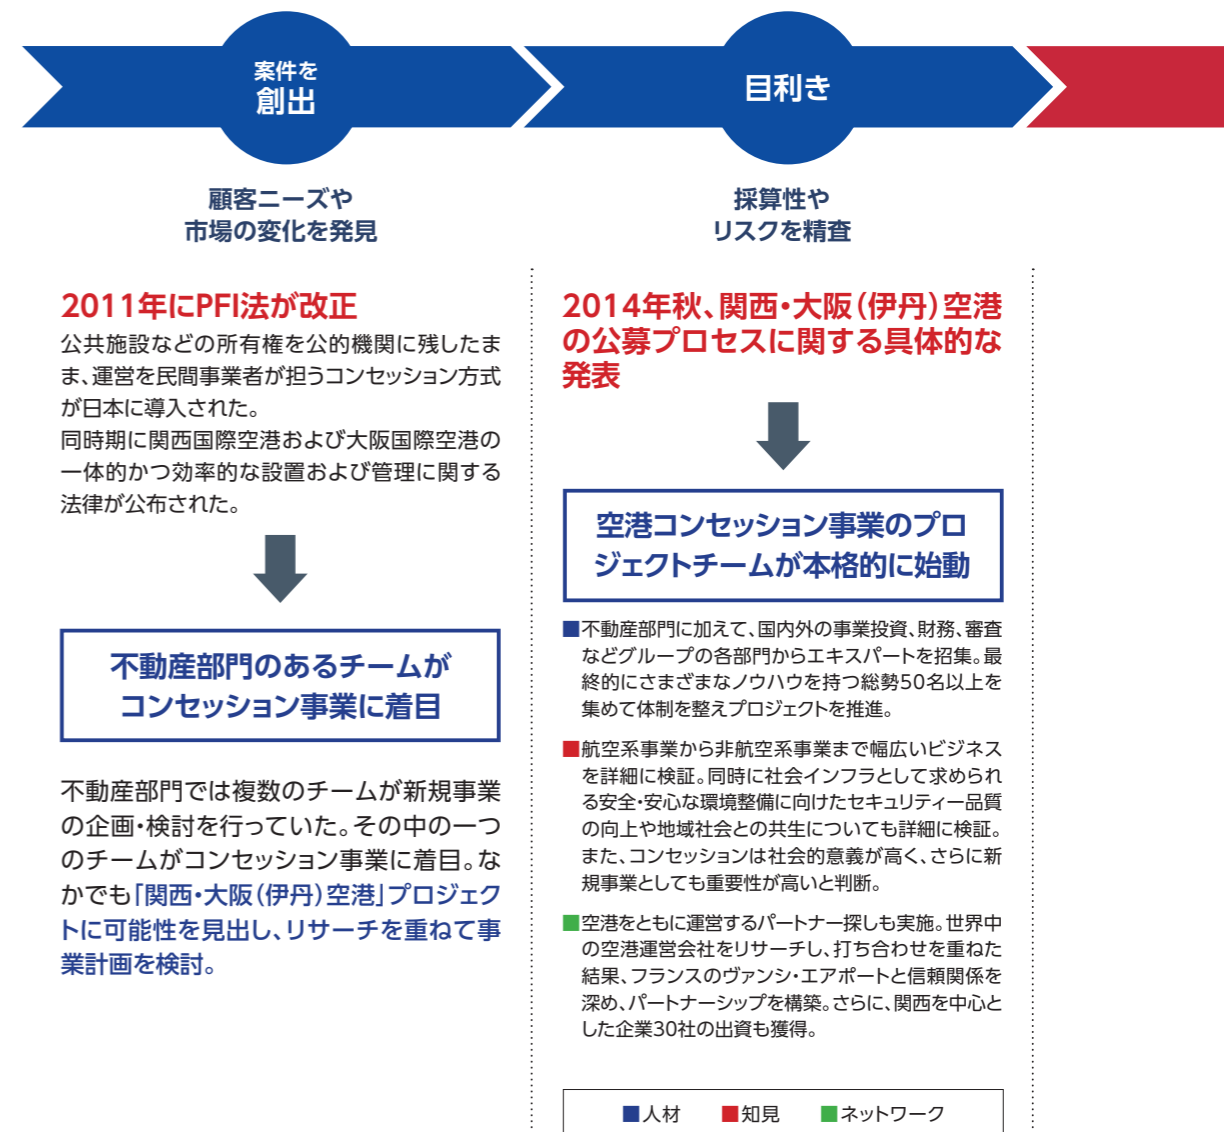 案件を
創出
顧客ニーズや
市場の変化を発見
2011年にPFI法が改正
公共施設などの所有権を公的機関に残したま
ま、運営を民間事業者が担うコンセッション方式
が日本に導入された。
同時期に関西国際空港および大阪国際空港の
一体的かつ効率的な設置および管理に関する
法律が公布された。
不動産部門のあるチームが
コンセッション事業に着目
不動産部門では複数のチームが新規事業
の企画・検討を行っていた。その中の一つ
のチームがコンセッション事業に着目。な
かでも「関西・大阪(伊丹)空港」プロジェク
トに可能性を見出し、リサーチを重ねて事
業計画を検討。
目利き
採算性や
リスクを精査
2014年秋、関西・大阪(伊丹)空港
の公募プロセスに関する具体的な
発表
空港コンセッション事業のプロ
ジェクトチームが本格的に始動
■不動産部門に加えて、国内外の事業投資、財務、審査
などグループの各部門からエキスパートを招集。最
終的にさまざまなノウハウを持つ総勢50名以上を
集めて体制を整えプロジェクトを推進。
■航空系事業から非航空系事業まで幅広いビジネス
を詳細に検証。同時に社会インフラとして求められ
る安全・安心な環境整備に向けたセキュリティー品質
の向上や地域社会との共生についても詳細に検証。
また、コンセッションは社会的意義が高く、さらに新
規事業としても重要性が高いと判断。
■空港をともに運営するパートナー探しも実施。世界中
の空港運営会社をリサーチし、打ち合わせを重ねた
結果、フランスのヴァンシ・エアポートと信頼関係を
深め、パートナーシップを構築。さらに、関西を中心と
した企業30社の出資も獲得。
■人材 ■知見 ■ネットワーク